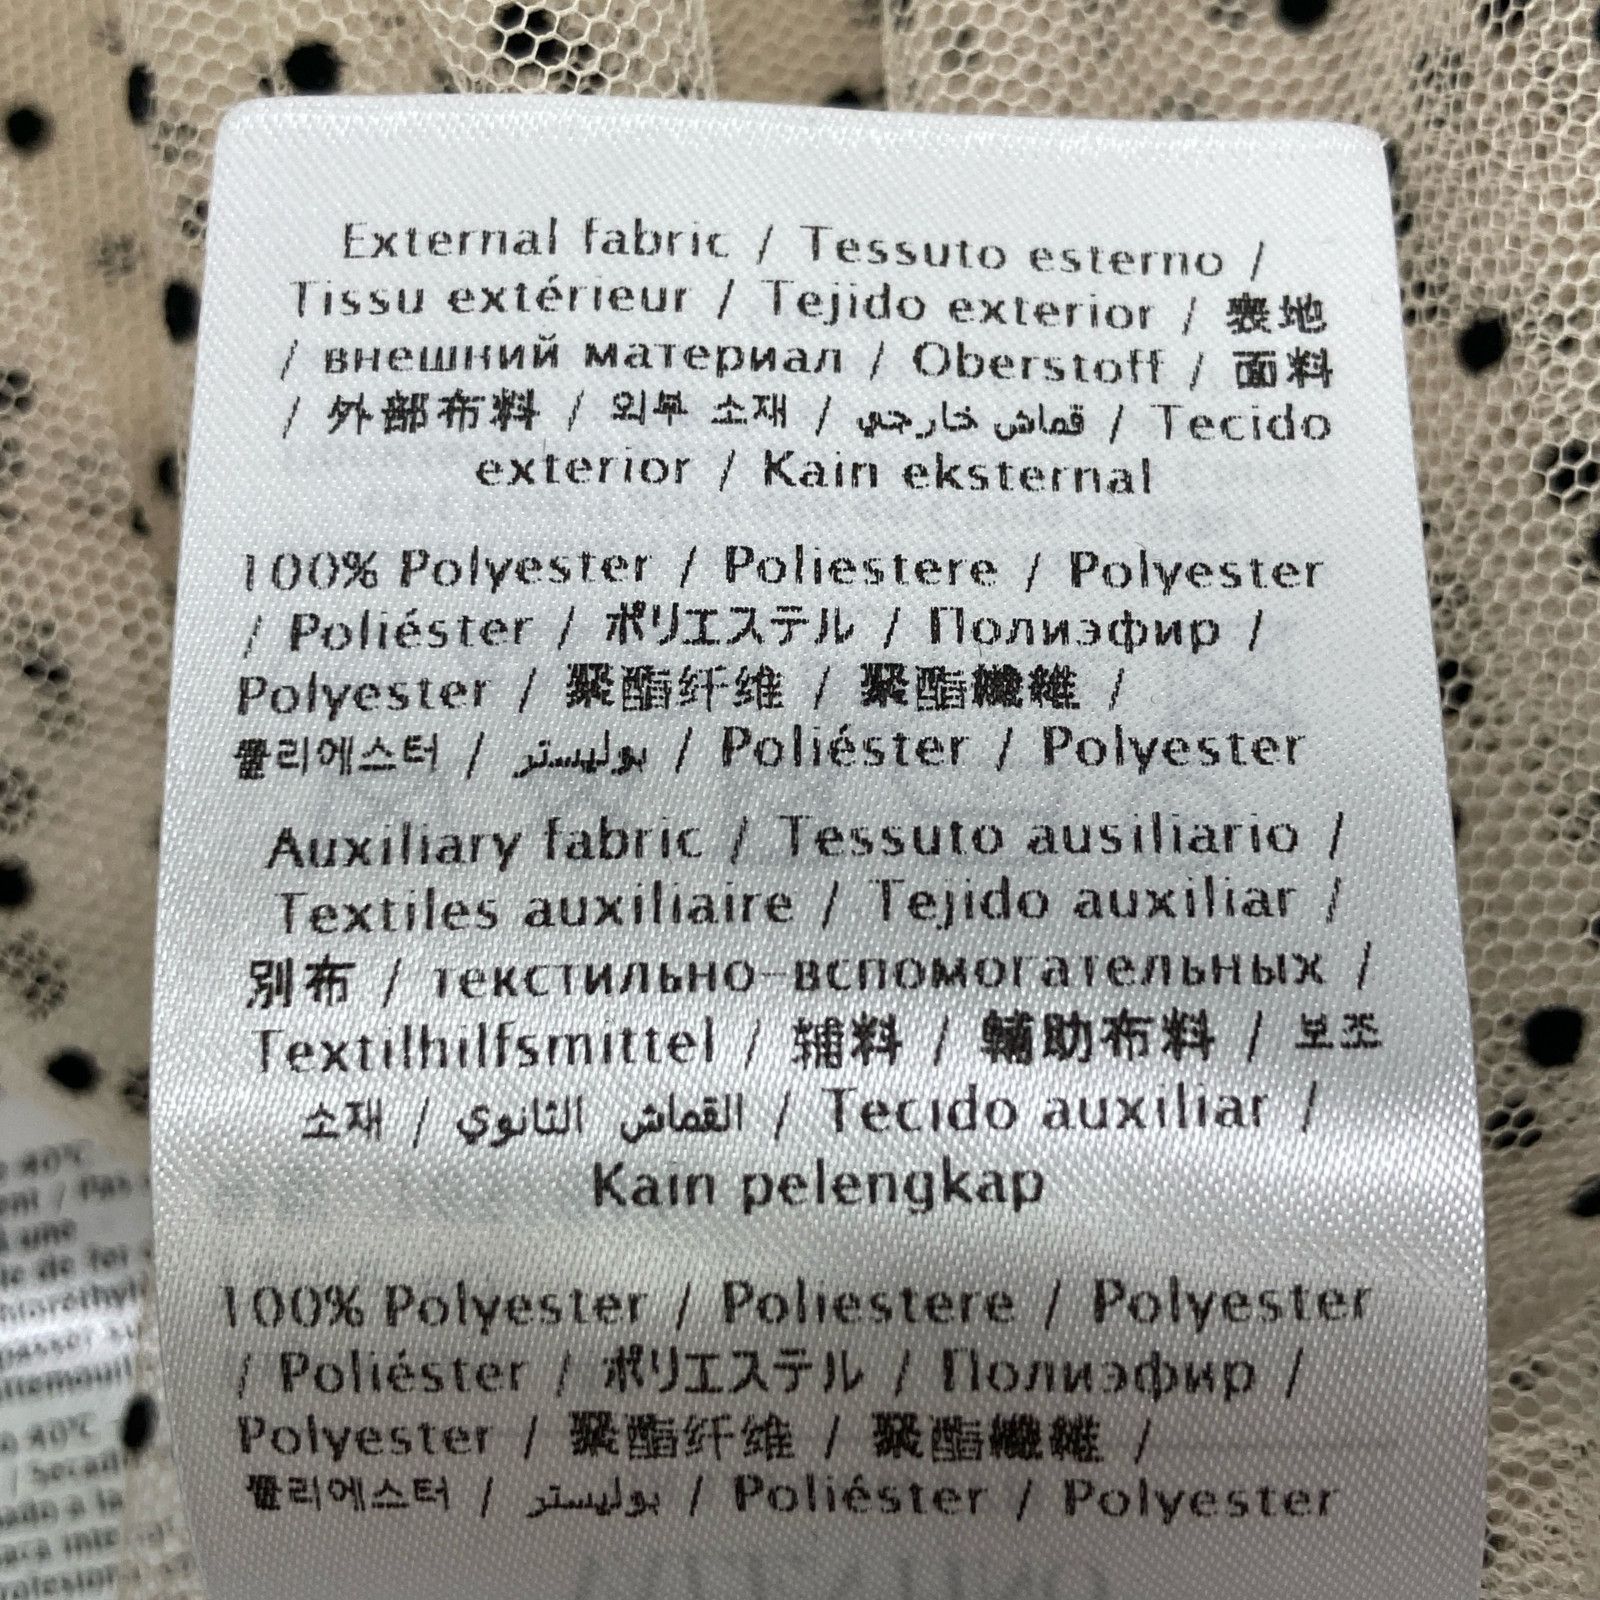 External fabric / Tessuto esterno /
Tissu extérieur / Tejido exterior / 表地
/ внешний материал / Oberstoff / 面料
/ 外部布料 / 외부 소재 / قماش خارجي / Tecido
exterior / Kain eksternal
100% Polyester / Poliestere / Polyester
/ Poliéster / ポリエステル / Полиэфир /
Polyester / 聚酯纤维 / 聚酯纖維 /
폴리에스터 / بوليستر / Poliéster / Polyester
Auxiliary fabric / Tessuto ausiliario /
Textiles auxiliaire / Tejido auxiliar /
別布 / текстильно-вспомогательных /
Textilhilfsmittel / 辅料 / 輔助布料 / 보조
소재 / القماش الثانوي / Tecido auxiliar /
Kain pelengkap
100% Polyester / Poliestere / Polyester
/ Poliéster / ポリエステル / Полиэфир /
Polyester / 聚酯纤维 / 聚酯纖維 /
폴리에스터 / بوليستر / Poliéster / Polyester
40°C
/ Pas
une
de
40°C